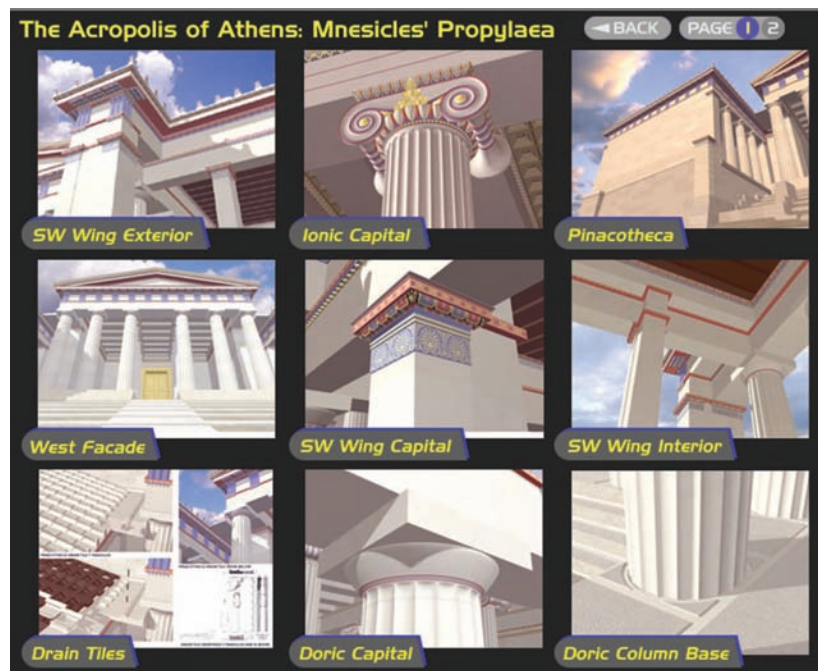 The Acropolis of Athens: Mnesicles' Propylaea
BACK
PAGE 1 2
SW Wing Exterior
Ionic Capital
Pinacotheca
West Facade
SW Wing Capital
SW Wing Interior
Drain Tiles
Doric Capital
Doric Column Base